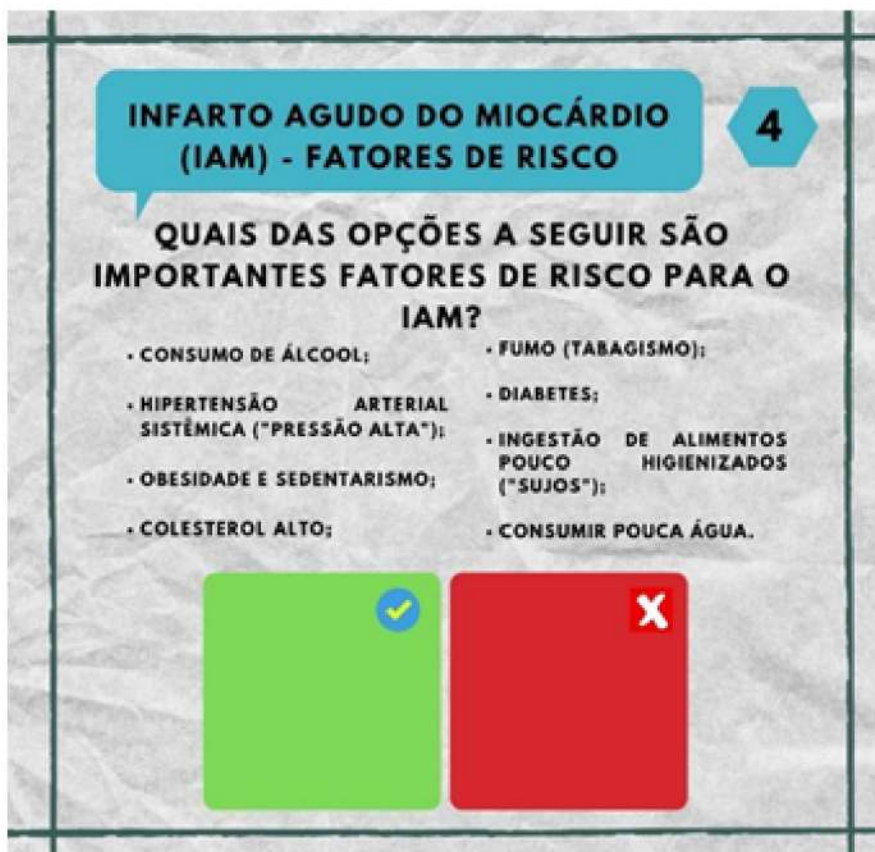 INFARTO AGUDO DO MIOCÁRDIO
(IAM) - FATORES DE RISCO
4
QUAIS DAS OPÇÕES A SEGUIR SÃO
IMPORTANTES FATORES DE RISCO PARA O
IAM?
• CONSUMO DE ÁLCOOL;
• HIPERTENSÃO ARTERIAL
SISTÊMICA ("PRESSÃO ALTA");
• OBESIDADE E SEDENTARISMO;
• COLESTEROL ALTO;
• FUMO (TABAGISMO);
• DIABETES;
• INGESTÃO DE ALIMENTOS
POUCO HIGIENIZADOS
("SUJOS");
• CONSUMIR POUCA ÁGUA.